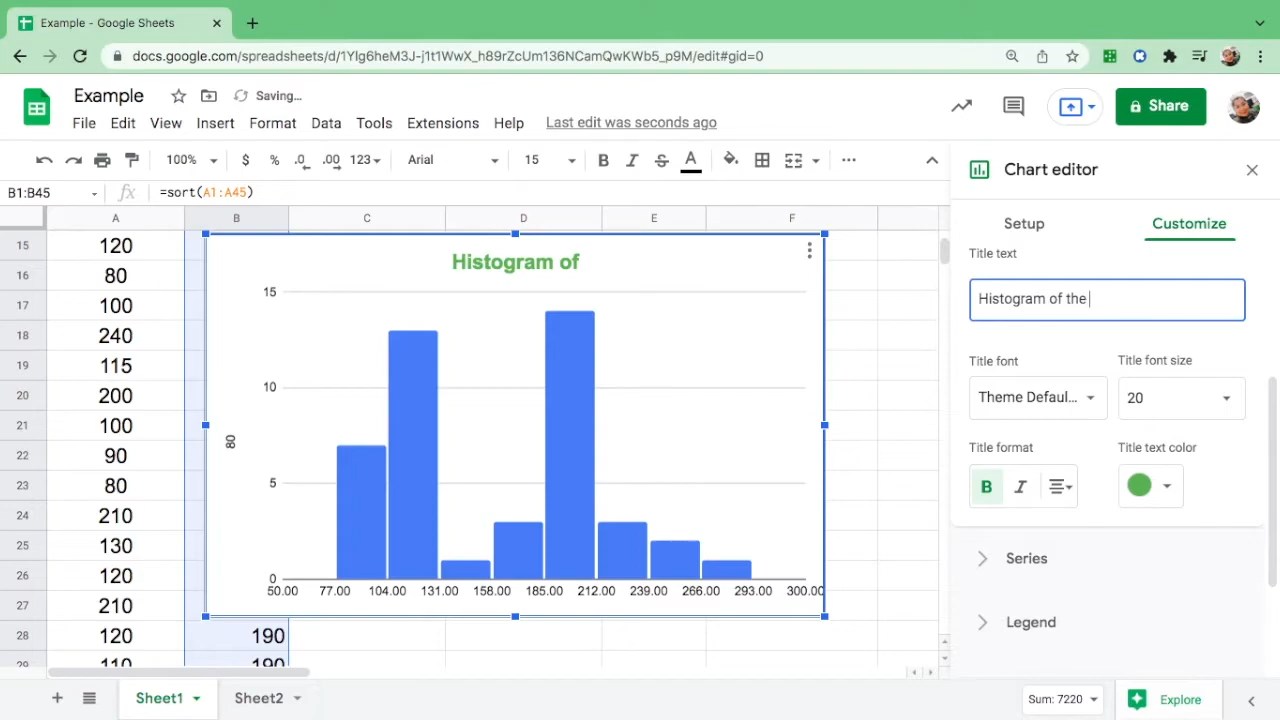 Example - Google Sheets
docs.google.com/spreadsheets/d/1YIg6heM3J-j1t1WwX_h89rZcUm136NCamQwKWb5_p9M/edit#gid=0
Example Saving...
File Edit View Insert Format Data Tools Extensions Help Last edit was seconds ago
Share
100% $ % .0 .00 123 Arial 15 B I S A
B1:B45 fx =sort(A1:A45)
A B C D E F
15 120
16 80
17 100
18 240
19 115
20 200
21 100
22 90
23 80
24 210
25 130
26 120
27 210
28 120 190
29 110 190
Histogram of
15
10
5
0
80
50.00 77.00 104.00 131.00 158.00 185.00 212.00 239.00 266.00 293.00 300.00
Chart editor
Setup Customize
Title text
Histogram of the
Title font Title font size
Theme Defaul... 20
Title format Title text color
B I
Series
Legend
Sheet1 Sheet2
Sum: 7220 Explore